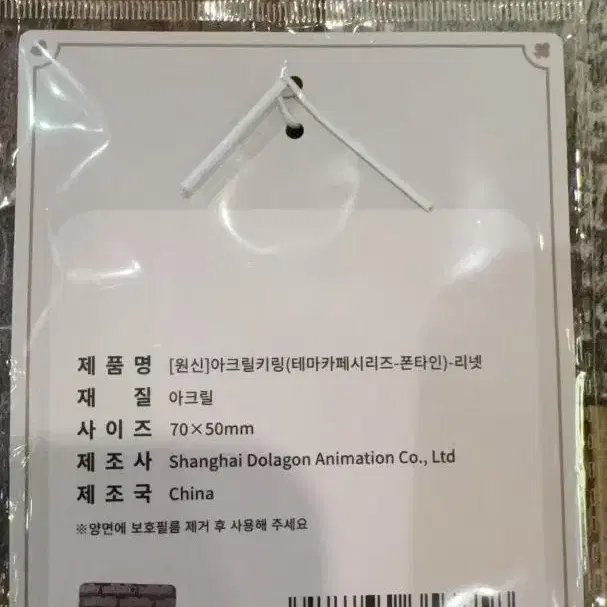 제품명 [원신]아크릴키링(테마카페시리즈-폰타인)-리넷
재 질 아크릴
사이즈 70×50mm
제조사 Shanghai Dolagon Animation Co., Ltd
제조국 China
※양면에 보호필름 제거 후 사용해 주세요